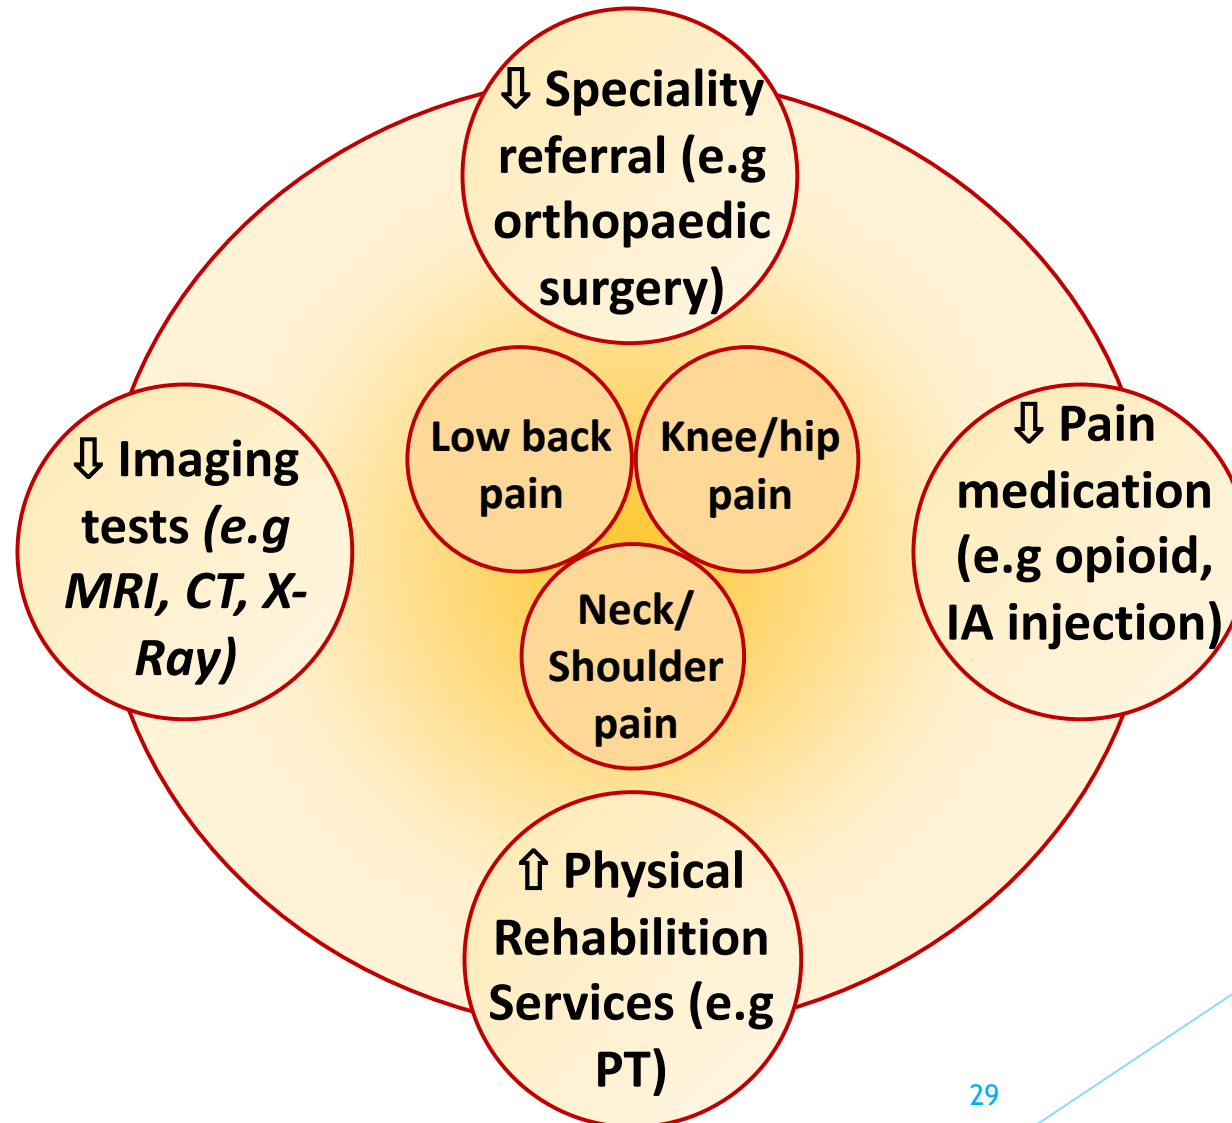 ⇩ Speciality
referral (e.g
orthopaedic
surgery)
⇩ Imaging
tests (e.g
MRI, CT, X-
Ray)
Low back
pain
Knee/hip
pain
Neck/
Shoulder
pain
⇩ Pain
medication
(e.g opioid,
IA injection)
⇧ Physical
Rehabilition
Services (e.g
PT)
29